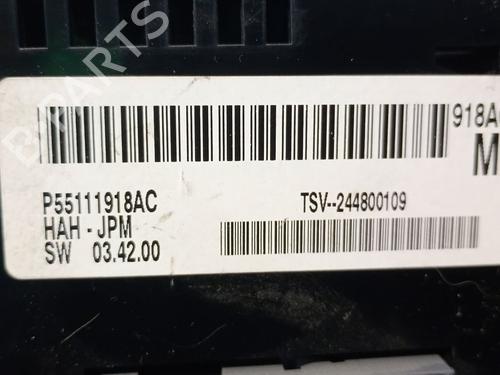 B-PARTS
918A
M
P55111918AC
TSV--244800109
HAH - JPM
SW 03.42.00